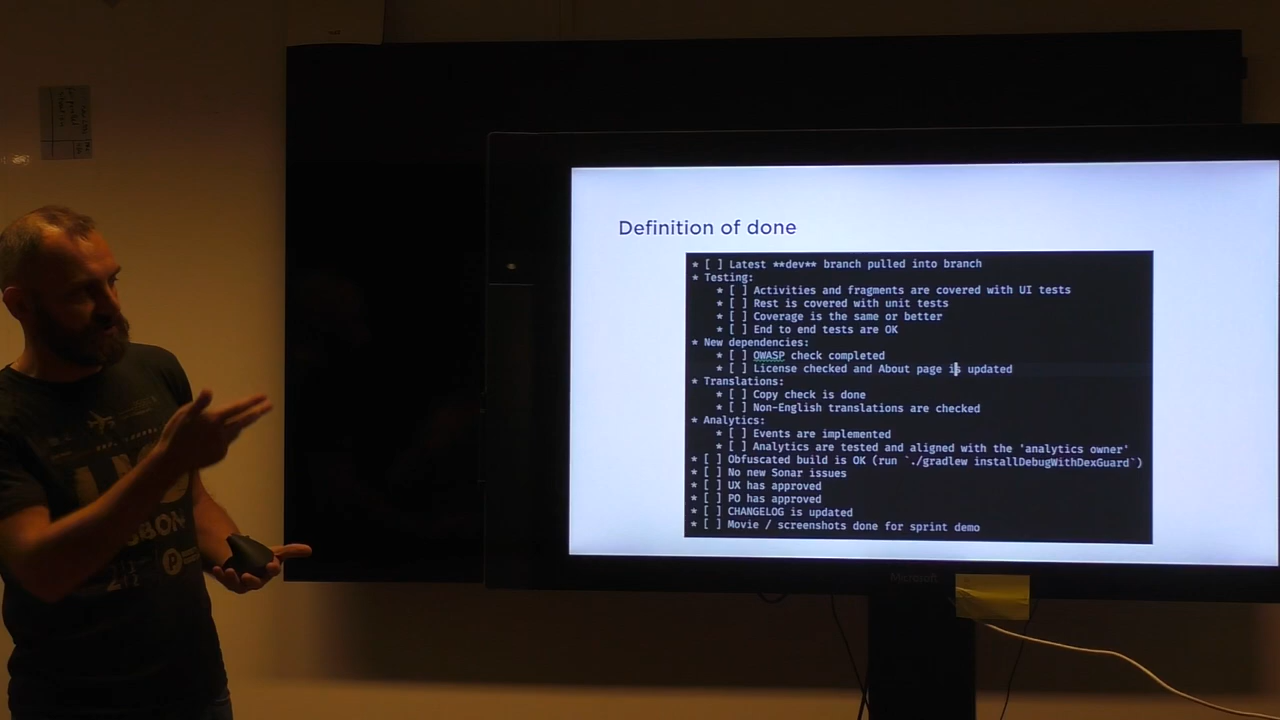 Definition of done
* [ ] Latest **dev** branch pulled into branch
* Testing:
* [ ] Activities and fragments are covered with UI tests
* [ ] Rest is covered with unit tests
* [ ] Coverage is the same or better
* [ ] End to end tests are OK
* New dependencies:
* [ ] OWASP check completed
* [ ] License checked and About page is updated
* Translations:
* [ ] Copy check is done
* [ ] Non-English translations are checked
* Analytics:
* [ ] Events are implemented
* [ ] Analytics are tested and aligned with the 'analytics owner'
* [ ] Obfuscated build is OK (run `./gradlew installDebugWithDexGuard`)
* [ ] No new Sonar issues
* [ ] UX has approved
* [ ] PO has approved
* [ ] CHANGELOG is updated
* [ ] Movie / screenshots done for sprint demo
Microsoft